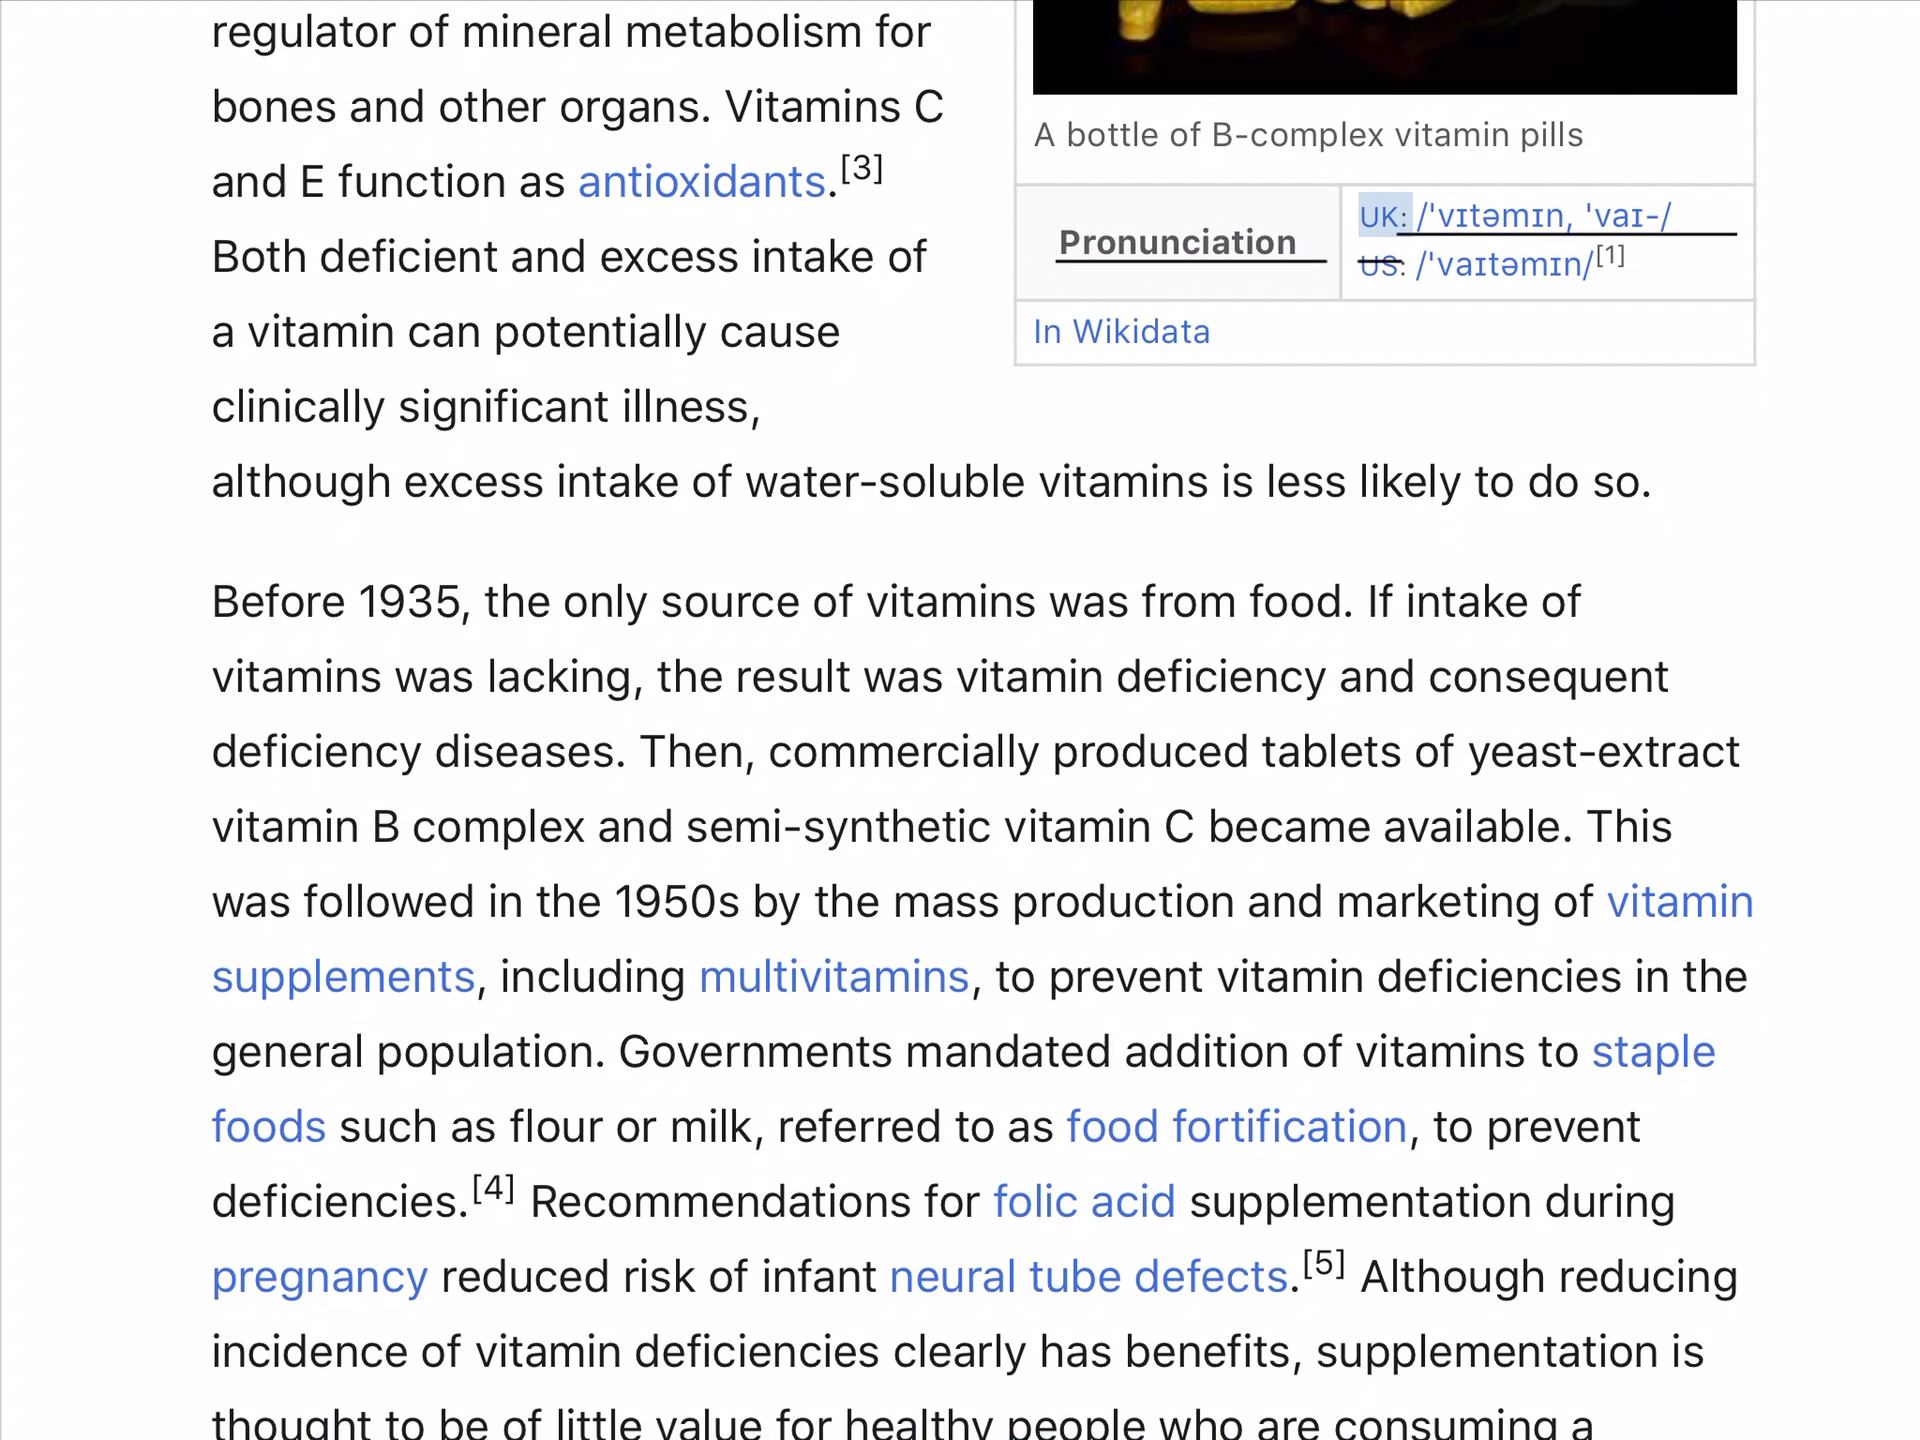 regulator of mineral metabolism for
bones and other organs. Vitamins C
and E function as antioxidants.[3]
Both deficient and excess intake of
a vitamin can potentially cause
clinically significant illness,
although excess intake of water-soluble vitamins is less likely to do so.
A bottle of B-complex vitamin pills
Pronunciation
UK: /ˈvɪtəmɪn, ˈvaɪ-/
US: /ˈvaɪtəmɪn/[1]
In Wikidata
Before 1935, the only source of vitamins was from food. If intake of
vitamins was lacking, the result was vitamin deficiency and consequent
deficiency diseases. Then, commercially produced tablets of yeast-extract
vitamin B complex and semi-synthetic vitamin C became available. This
was followed in the 1950s by the mass production and marketing of vitamin
supplements, including multivitamins, to prevent vitamin deficiencies in the
general population. Governments mandated addition of vitamins to staple
foods such as flour or milk, referred to as food fortification, to prevent
deficiencies.[4] Recommendations for folic acid supplementation during
pregnancy reduced risk of infant neural tube defects.[5] Although reducing
incidence of vitamin deficiencies clearly has benefits, supplementation is
thought to be of little value for healthy people who are consuming a